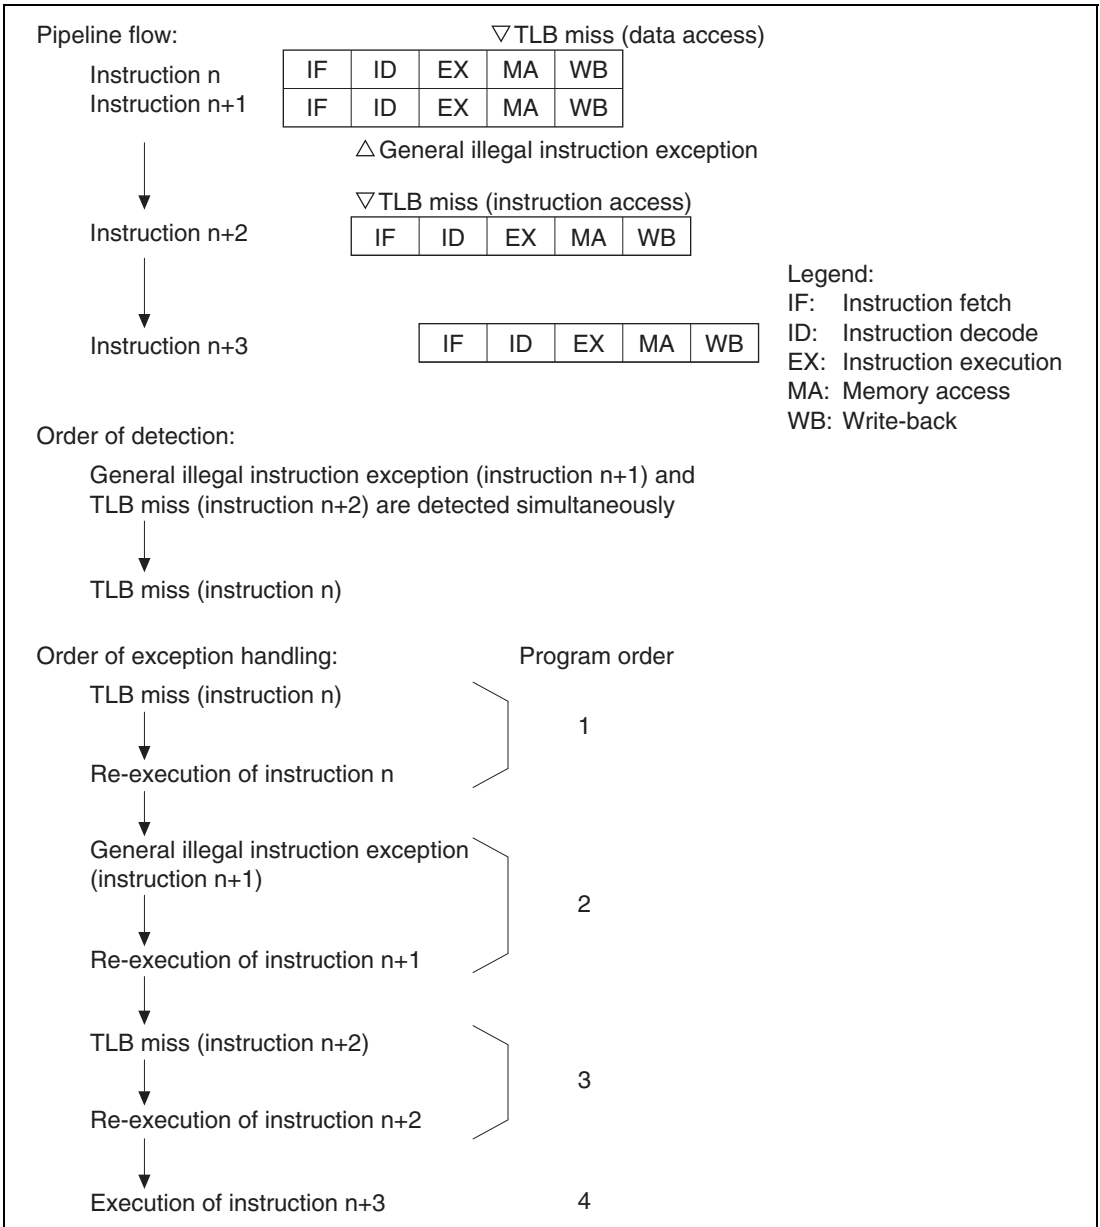 Pipeline flow:
▽TLB miss (data access)
Instruction n IF ID EX MA WB
Instruction n+1 IF ID EX MA WB
△General illegal instruction exception
▽TLB miss (instruction access)
Instruction n+2 IF ID EX MA WB
Legend:
IF: Instruction fetch
Instruction n+3 IF ID EX MA WB
ID: Instruction decode
EX: Instruction execution
MA: Memory access
WB: Write-back
Order of detection:
General illegal instruction exception (instruction n+1) and
TLB miss (instruction n+2) are detected simultaneously
TLB miss (instruction n)
Order of exception handling: Program order
TLB miss (instruction n)
1
Re-execution of instruction n
General illegal instruction exception
(instruction n+1)
2
Re-execution of instruction n+1
TLB miss (instruction n+2)
3
Re-execution of instruction n+2
Execution of instruction n+3 4